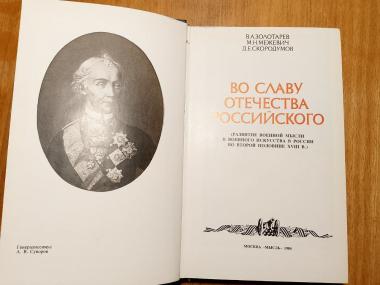 Генералиссимус
А. В. Суворов
В.А.ЗОЛОТАРЕВ
М.Н.МЕЖЕВИЧ
Д.Е.СКОРОДУМОВ
ВО СЛАВУ
ОТЕЧЕСТВА
РОССИЙСКОГО
(РАЗВИТИЕ ВОЕННОЙ МЫСЛИ
И ВОЕННОГО ИСКУССТВА В РОССИИ
ВО ВТОРОЙ ПОЛОВИНЕ XVIII В.)
МОСКВА «МЫСЛЬ» 1984